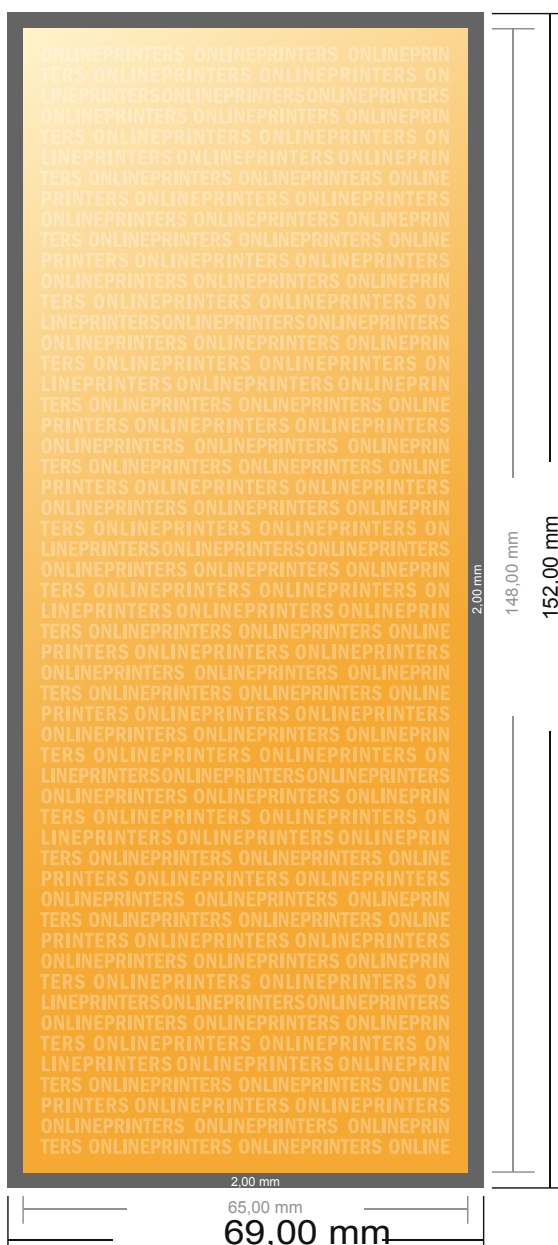 ONLINEPRINTERS ONLINEPRINTERS ONLINEPRIN
TERS ONLINEPRINTERS ONLINEPRINTERS ON
LINEPRINTERSONLINEPRINTERSONLINEPRINTERS
ONLINEPRINTERS ONLINEPRINTERS ONLINEPRIN
TERS ONLINEPRINTERS ONLINEPRINTERS ON
LINEPRINTERS ONLINEPRINTERS ONLINEPRIN
TERS ONLINEPRINTERS ONLINEPRINTERS ONLINE
PRINTERS ONLINEPRINTERS ONLINEPRINTERS
ONLINEPRINTERS ONLINEPRINTERS ONLINEPRIN
TERS ONLINEPRINTERS ONLINEPRINTERS ONLINE
PRINTERS ONLINEPRINTERS ONLINEPRINTERS
ONLINEPRINTERS ONLINEPRINTERS ONLINEPRIN
TERS ONLINEPRINTERS ONLINEPRINTERS ON
LINEPRINTERSONLINEPRINTERSONLINEPRINTERS
ONLINEPRINTERS ONLINEPRINTERS ONLINEPRIN
TERS ONLINEPRINTERS ONLINEPRINTERS ON
LINEPRINTERS ONLINEPRINTERS ONLINEPRIN
TERS ONLINEPRINTERS ONLINEPRINTERS ONLINE
PRINTERS ONLINEPRINTERS ONLINEPRINTERS
ONLINEPRINTERS ONLINEPRINTERS ONLINEPRIN
TERS ONLINEPRINTERS ONLINEPRINTERS ONLINE
PRINTERS ONLINEPRINTERS ONLINEPRINTERS
ONLINEPRINTERS ONLINEPRINTERS ONLINEPRIN
TERS ONLINEPRINTERS ONLINEPRINTERS ON
LINEPRINTERSONLINEPRINTERSONLINEPRINTERS
ONLINEPRINTERS ONLINEPRINTERS ONLINEPRIN
TERS ONLINEPRINTERS ONLINEPRINTERS ON
LINEPRINTERS ONLINEPRINTERS ONLINEPRIN
TERS ONLINEPRINTERS ONLINEPRINTERS ONLINE
PRINTERS ONLINEPRINTERS ONLINEPRINTERS
ONLINEPRINTERS ONLINEPRINTERS ONLINEPRIN
TERS ONLINEPRINTERS ONLINEPRINTERS ONLINE
PRINTERS ONLINEPRINTERS ONLINEPRINTERS
ONLINEPRINTERS ONLINEPRINTERS ONLINEPRIN
TERS ONLINEPRINTERS ONLINEPRINTERS ON
LINEPRINTERSONLINEPRINTERSONLINEPRINTERS
ONLINEPRINTERS ONLINEPRINTERS ONLINEPRIN
TERS ONLINEPRINTERS ONLINEPRINTERS ON
LINEPRINTERS ONLINEPRINTERS ONLINEPRIN
TERS ONLINEPRINTERS ONLINEPRINTERS ONLINE
PRINTERS ONLINEPRINTERS ONLINEPRINTERS
ONLINEPRINTERS ONLINEPRINTERS ONLINEPRIN
TERS ONLINEPRINTERS ONLINEPRINTERS ONLINE
PRINTERS ONLINEPRINTERS ONLINEPRINTERS
ONLINEPRINTERS ONLINEPRINTERS ONLINEPRIN
TERS ONLINEPRINTERS ONLINEPRINTERS ON
LINEPRINTERSONLINEPRINTERSONLINEPRINTERS
ONLINEPRINTERS ONLINEPRINTERS ONLINEPRIN
TERS ONLINEPRINTERS ONLINEPRINTERS ON
LINEPRINTERS ONLINEPRINTERS ONLINEPRIN
TERS ONLINEPRINTERS ONLINEPRINTERS ONLINE
PRINTERS ONLINEPRINTERS ONLINEPRINTERS
ONLINEPRINTERS ONLINEPRINTERS ONLINEPRIN
TERS ONLINEPRINTERS ONLINEPRINTERS ONLINE
2,00 mm
148,00 mm
152,00 mm
2,00 mm
65,00 mm
69,00 mm